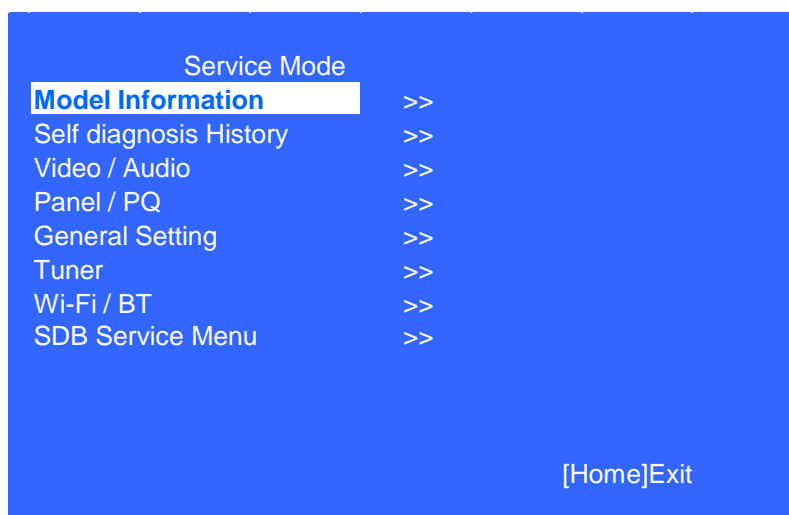 Service Mode
Model Information >>
Self diagnosis History >>
Video / Audio >>
Panel / PQ >>
General Setting >>
Tuner >>
Wi-Fi / BT >>
SDB Service Menu >>
[Home]Exit